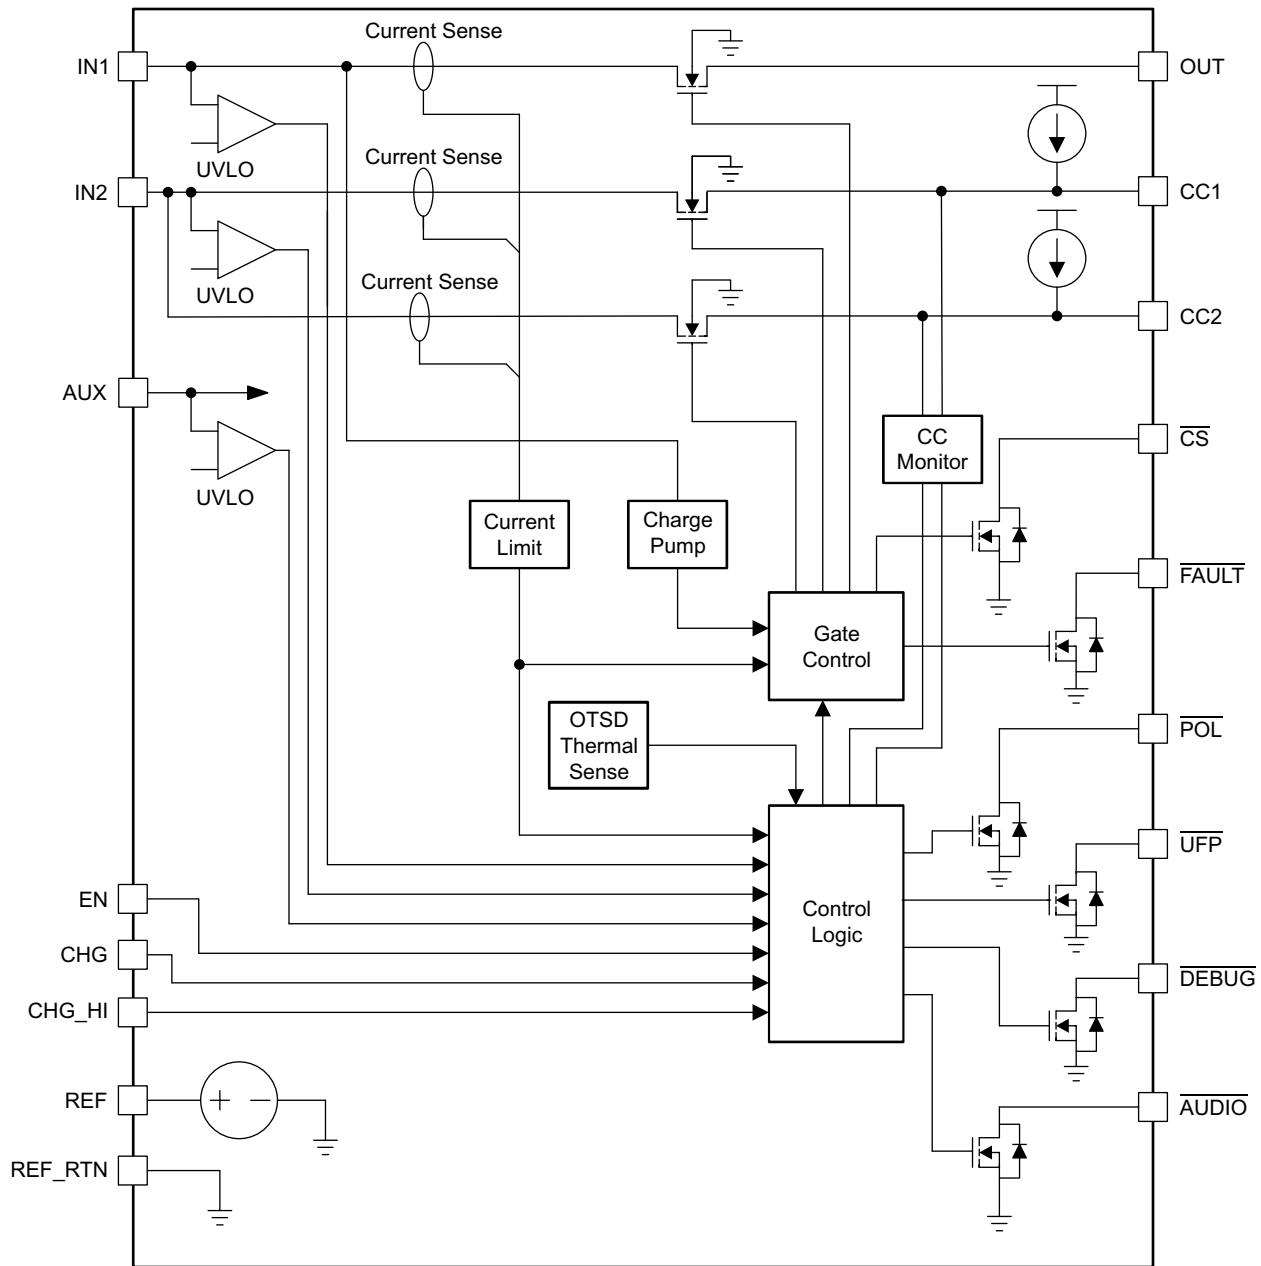 Current Sense
IN1
OUT
UVLO
Current Sense
IN2
CC1
UVLO
Current Sense
CC2
AUX
UVLO
CC
Monitor
CS
Current
Limit
Charge
Pump
FAULT
Gate
Control
OTSD
Thermal
Sense
POL
UFP
EN
Control
Logic
CHG
DEBUG
CHG_HI
REF
+ −
AUDIO
REF_RTN